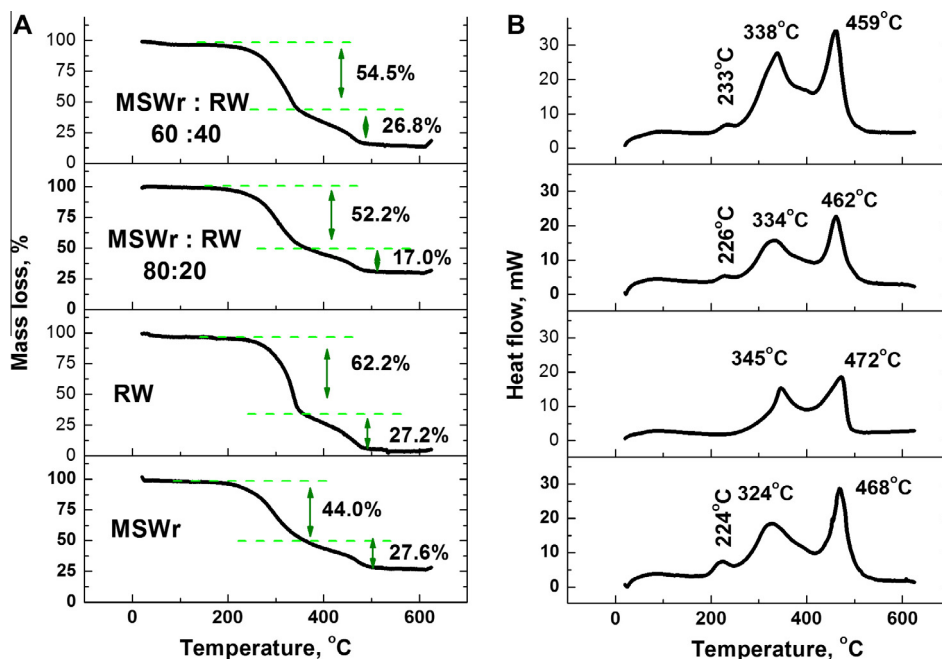 A
Mass loss, %
100
75
50
25
0
MSWr : RW
60 :40
54.5%
26.8%
100
75
50
25
0
MSWr : RW
80:20
52.2%
17.0%
100
75
50
25
0
RW
62.2%
27.2%
100
75
50
25
0
MSWr
44.0%
27.6%
0 200 400 600
Temperature, °C
B
Heat flow, mW
30
20
10
0
233°C
338°C
459°C
30
20
10
0
226°C
334°C
462°C
30
20
10
0
345°C
472°C
30
20
10
0
224°C
324°C
468°C
0 200 400 600
Temperature, °C